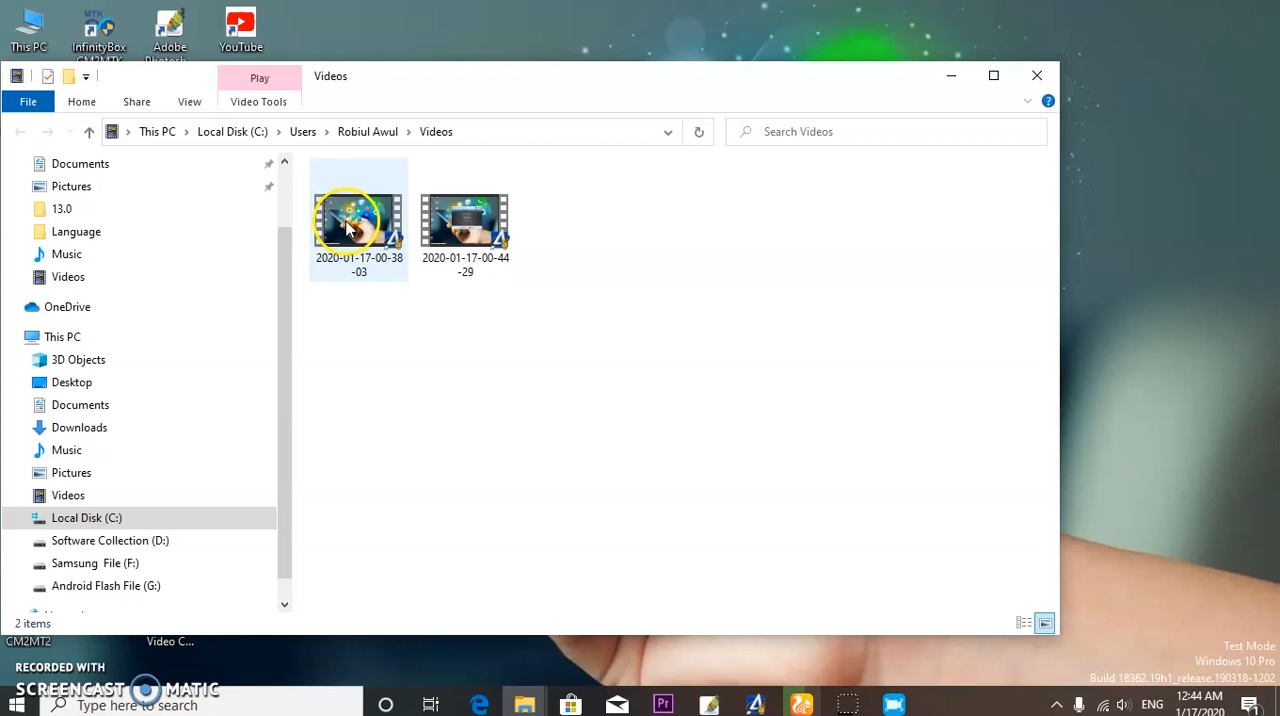 This PC
InfinityBox
CM2MTK
Adobe
Photosh...
YouTube
MTK
Play
Videos
File
Home
Share
View
Video Tools
This PC
Local Disk (C:)
Users
Robiul Awul
Videos
Search Videos
Documents
Pictures
13.0
Language
Music
Videos
OneDrive
This PC
3D Objects
Desktop
Documents
Downloads
Music
Pictures
Videos
Local Disk (C:)
Software Collection (D:)
Samsung File (F:)
Android Flash File (G:)
2020-01-17-00-38
-03
2020-01-17-00-44
-29
2 items
CM2MT2
Video C...
RECORDED WITH
SCREENCAST MATIC
Test Mode
Windows 10 Pro
Build 18362.19h1_release.190318-1202
Type here to search
Pr
ENG
12:44 AM
1/17/2020
1